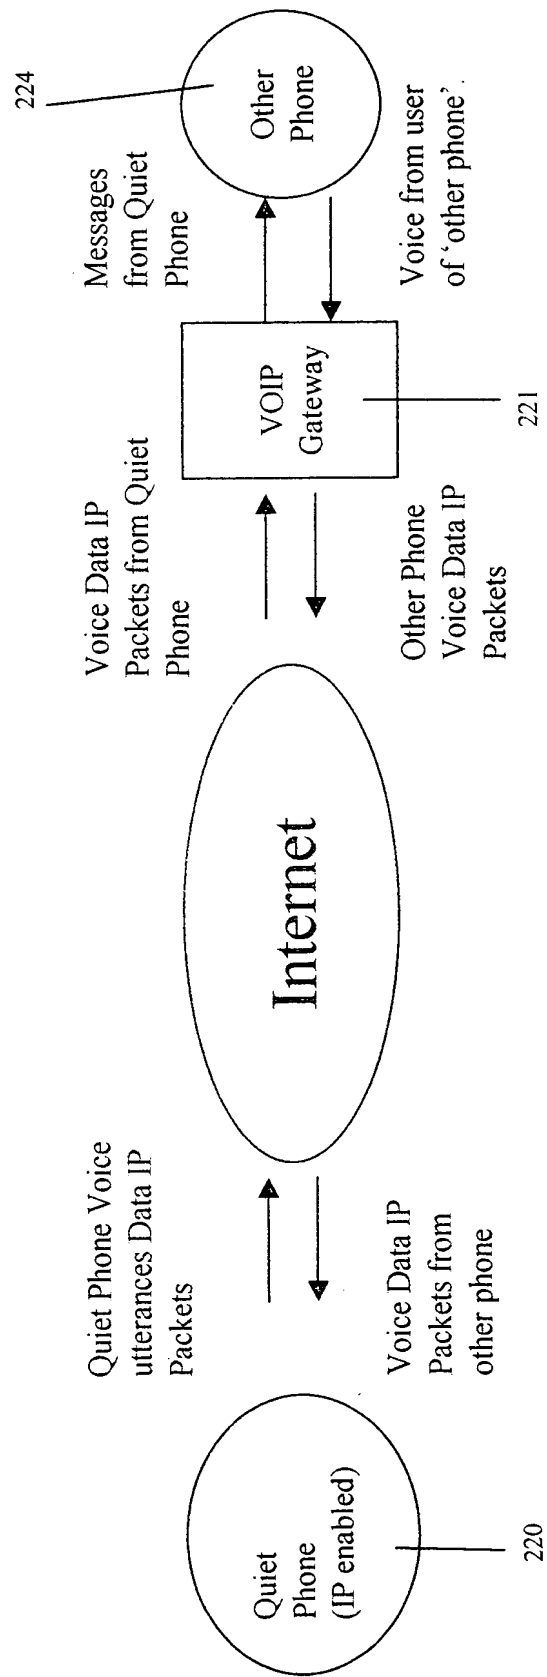 Quiet
Phone
(IP enabled)
220
Quiet Phone Voice
utterances Data IP
Packets
Voice Data IP
Packets from
other phone
Internet
Voice Data IP
Packets from Quiet
Phone
Other Phone
Voice Data IP
Packets
VOIP
Gateway
221
Messages
from Quiet
Phone
Voice from user
of ‘other phone’.
Other
Phone
224